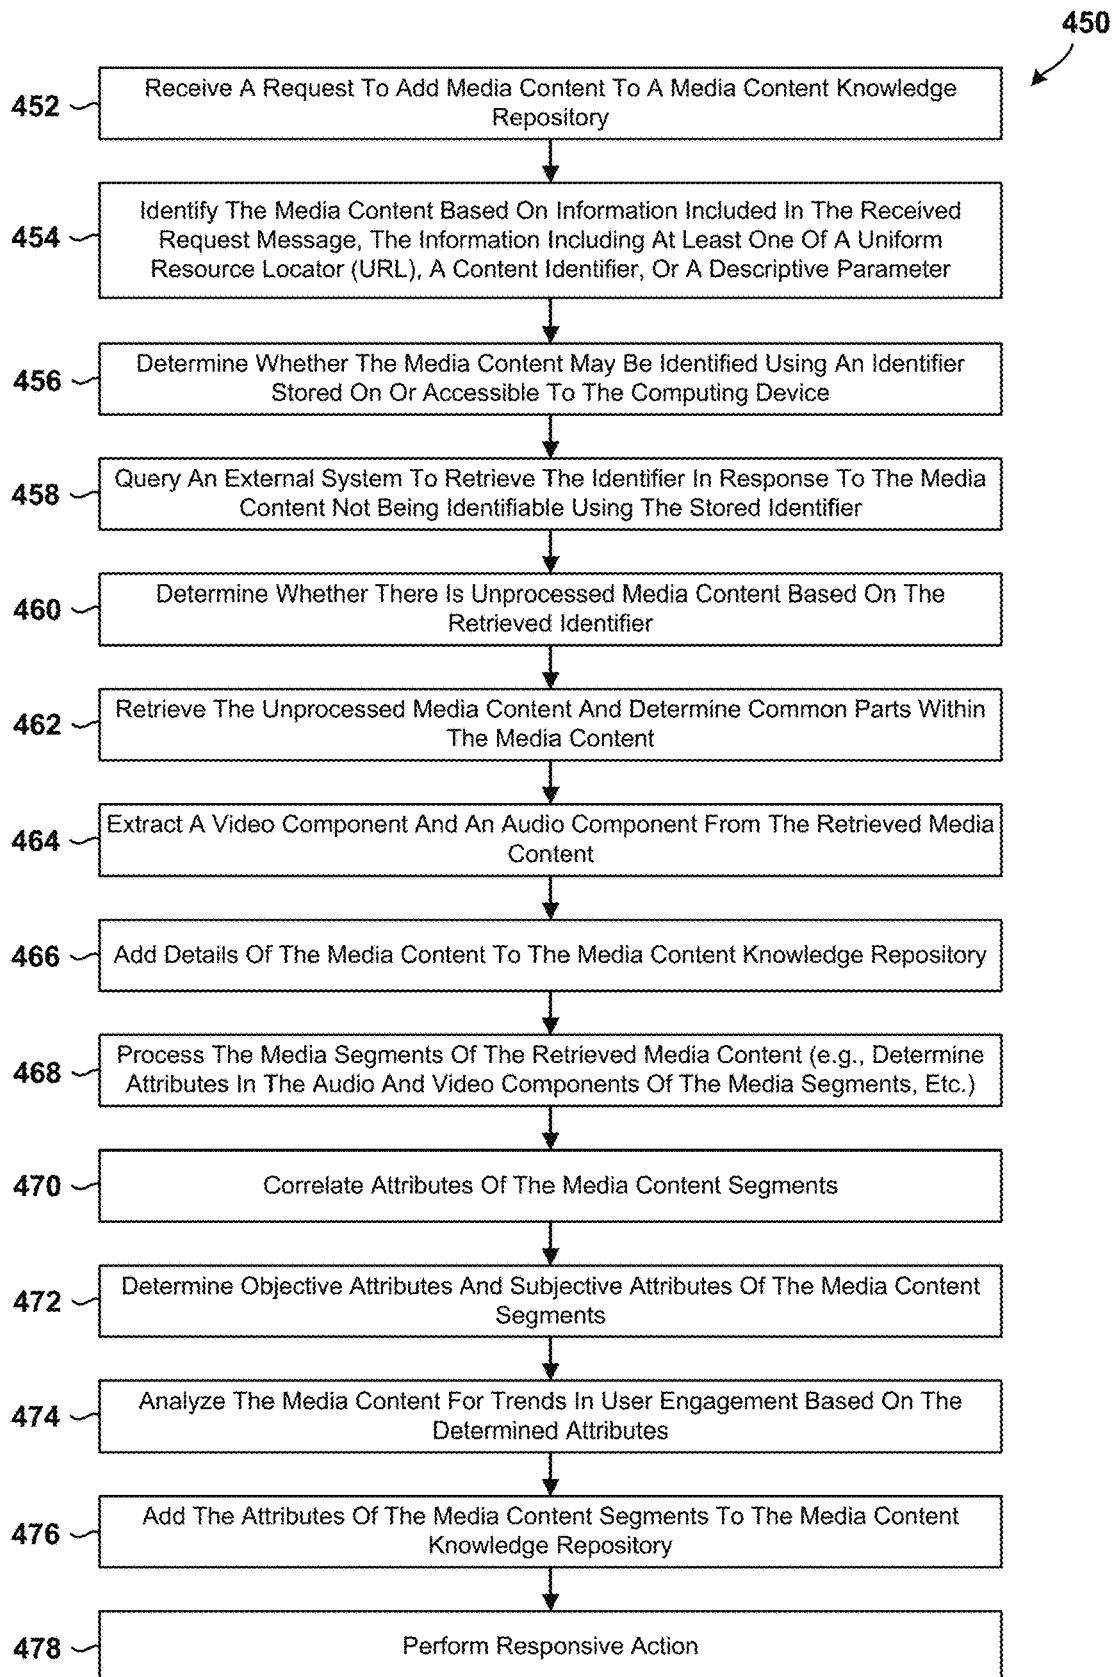 450
452
Receive A Request To Add Media Content To A Media Content Knowledge
Repository
454
Identify The Media Content Based On Information Included In The Received
Request Message, The Information Including At Least One Of A Uniform
Resource Locator (URL), A Content Identifier, Or A Descriptive Parameter
456
Determine Whether The Media Content May Be Identified Using An Identifier
Stored On Or Accessible To The Computing Device
458
Query An External System To Retrieve The Identifier In Response To The Media
Content Not Being Identifiable Using The Stored Identifier
460
Determine Whether There Is Unprocessed Media Content Based On The
Retrieved Identifier
462
Retrieve The Unprocessed Media Content And Determine Common Parts Within
The Media Content
464
Extract A Video Component And An Audio Component From The Retrieved Media
Content
466
Add Details Of The Media Content To The Media Content Knowledge Repository
468
Process The Media Segments Of The Retrieved Media Content (e.g., Determine
Attributes In The Audio And Video Components Of The Media Segments, Etc.)
470
Correlate Attributes Of The Media Content Segments
472
Determine Objective Attributes And Subjective Attributes Of The Media Content
Segments
474
Analyze The Media Content For Trends In User Engagement Based On The
Determined Attributes
476
Add The Attributes Of The Media Content Segments To The Media Content
Knowledge Repository
478
Perform Responsive Action